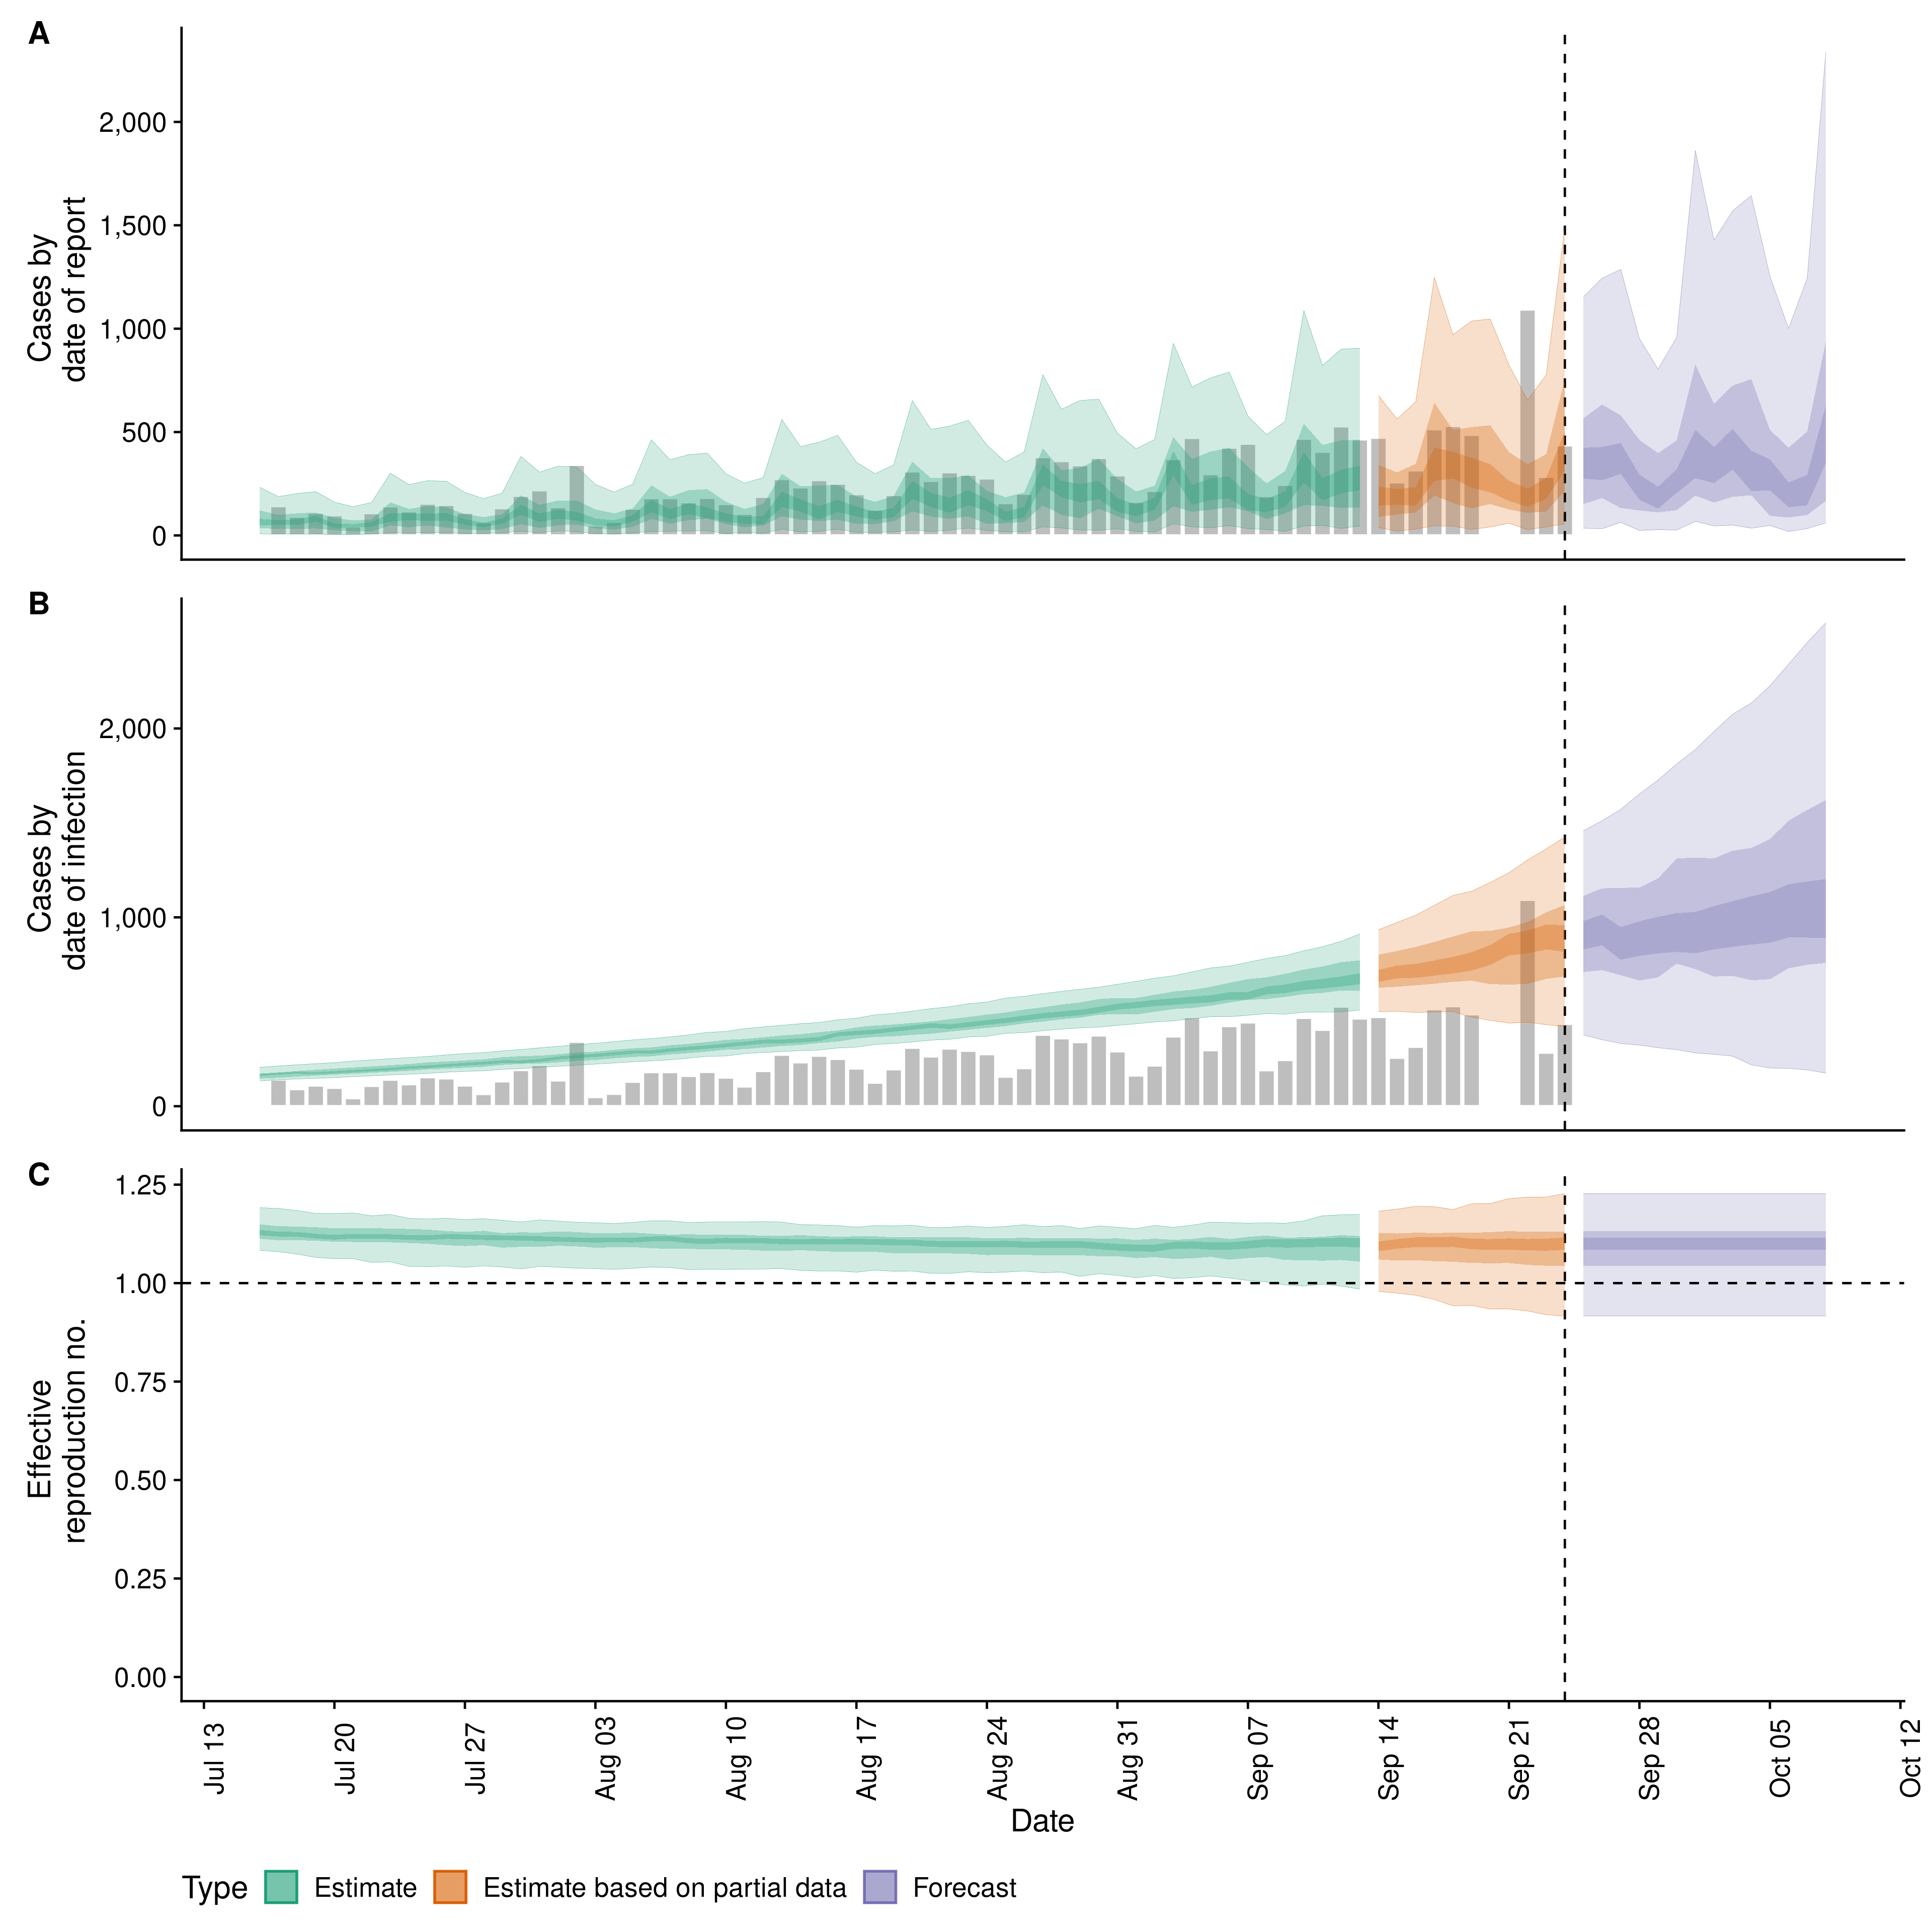 A
Cases by
date of report
2,000
1,500
1,000
500
0
B
Cases by
date of infection
2,000
1,000
0
C
Effective
reproduction no.
1.25
1.00
0.75
0.50
0.25
0.00
Jul 13
Jul 20
Jul 27
Aug 03
Aug 10
Aug 17
Aug 24
Aug 31
Sep 07
Sep 14
Sep 21
Sep 28
Oct 05
Oct 12
Date
Type Estimate Estimate based on partial data Forecast